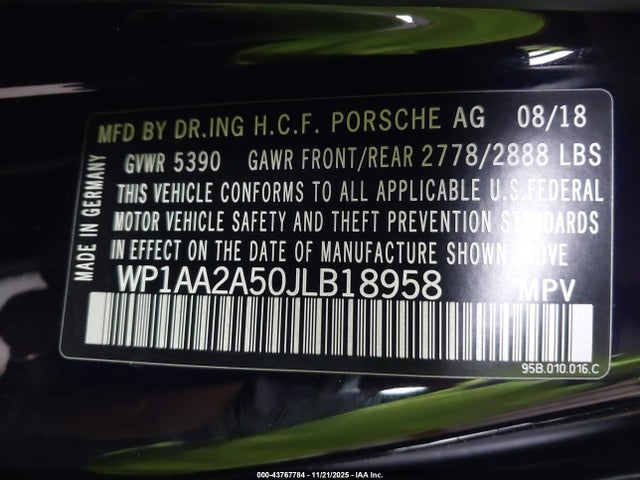 MFD BY DR.ING H.C.F. PORSCHE AG 08/18
GVWR 5390 GAWR FRONT/REAR 2778/2888 LBS
THIS VEHICLE CONFORMS TO ALL APPLICABLE U.S.FEDERAL
MOTOR VEHICLE SAFETY AND THEFT PREVENTION STANDARDS
IN EFFECT ON THE DATE OF MANUFACTURE SHOWN ABOVE
WP1AA2A50JLB18958 MPV
95B.010.016.C
MADE IN GERMANY
000-43767784 - 11/21/2025 - IAA Inc.